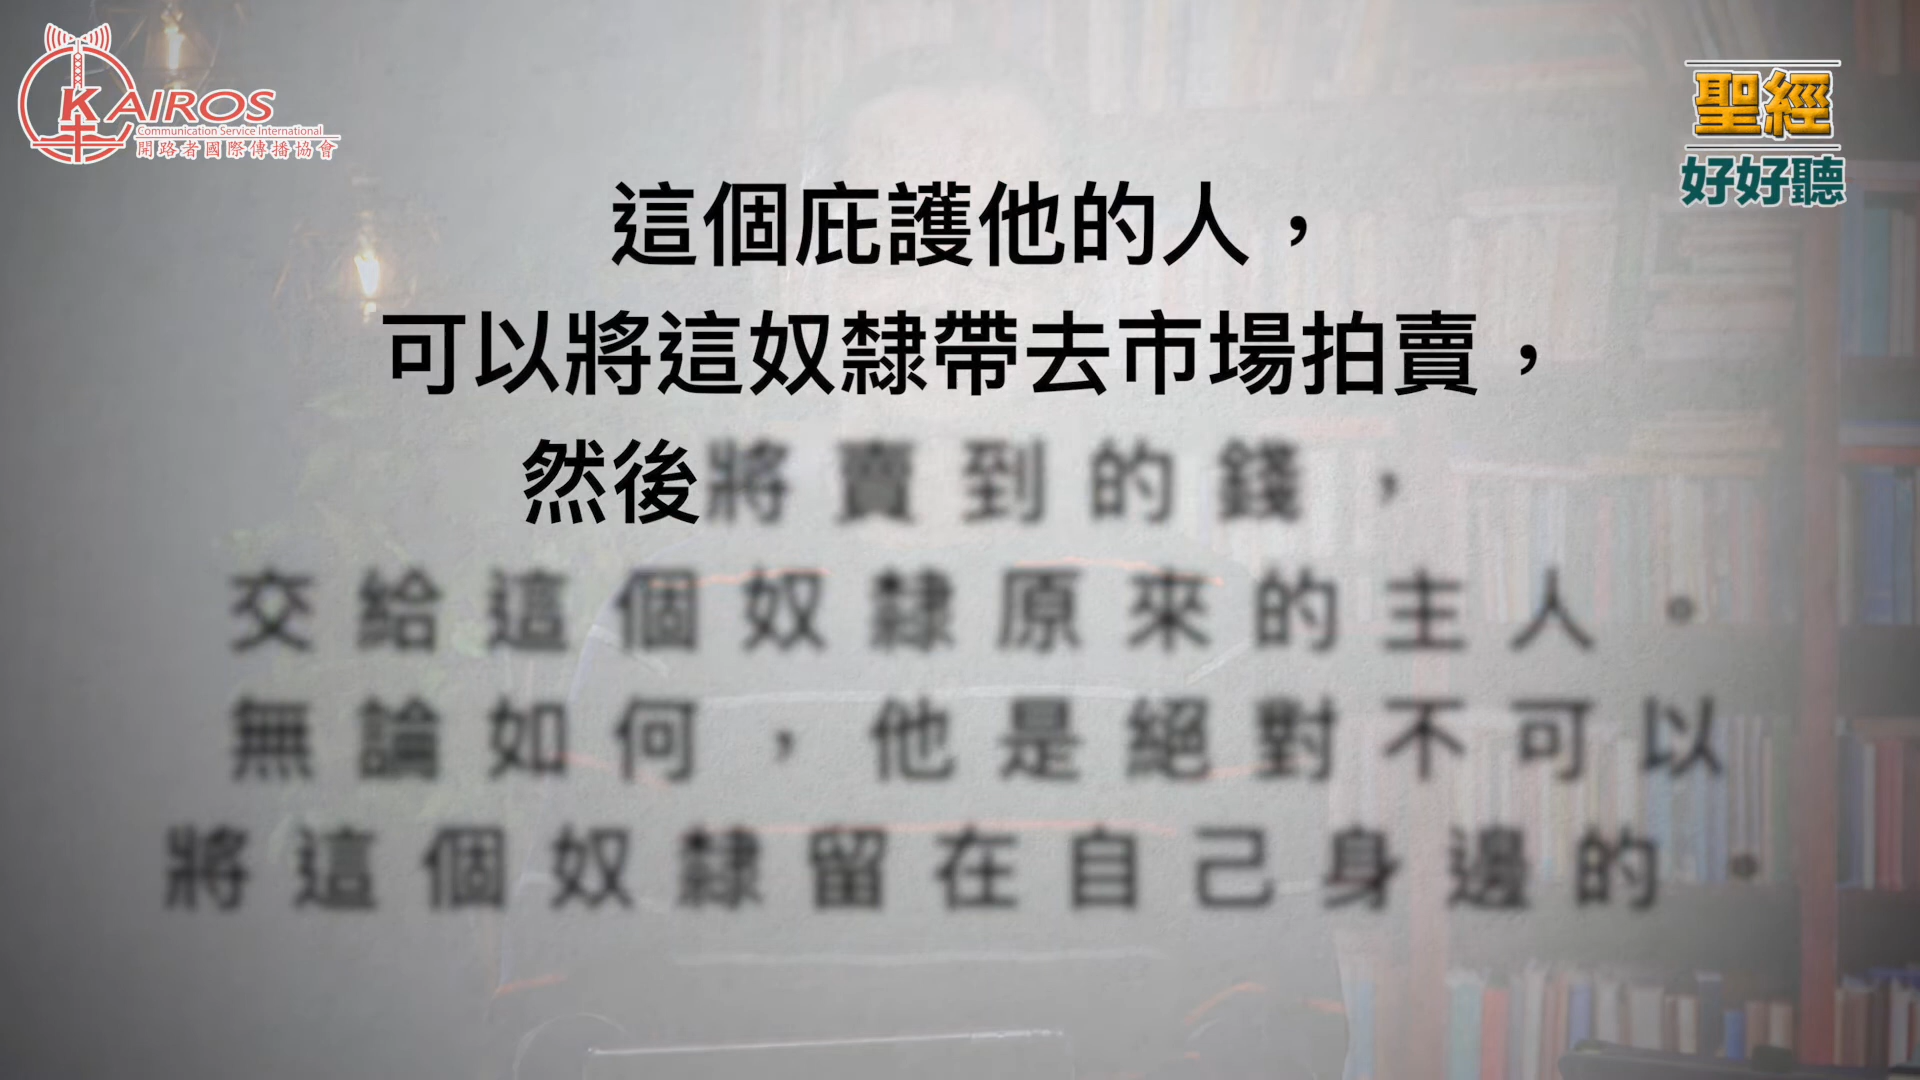 KAIROS
Communication Service International
開路者國際傳播協會
聖經
好好聽
這個庇護他的人，
可以將這奴隸帶去市場拍賣，
然後將賣到的錢，
交給這個奴隸原來的主人。
無論如何，他是絕對不可以
將這個奴隸留在自己身邊的。